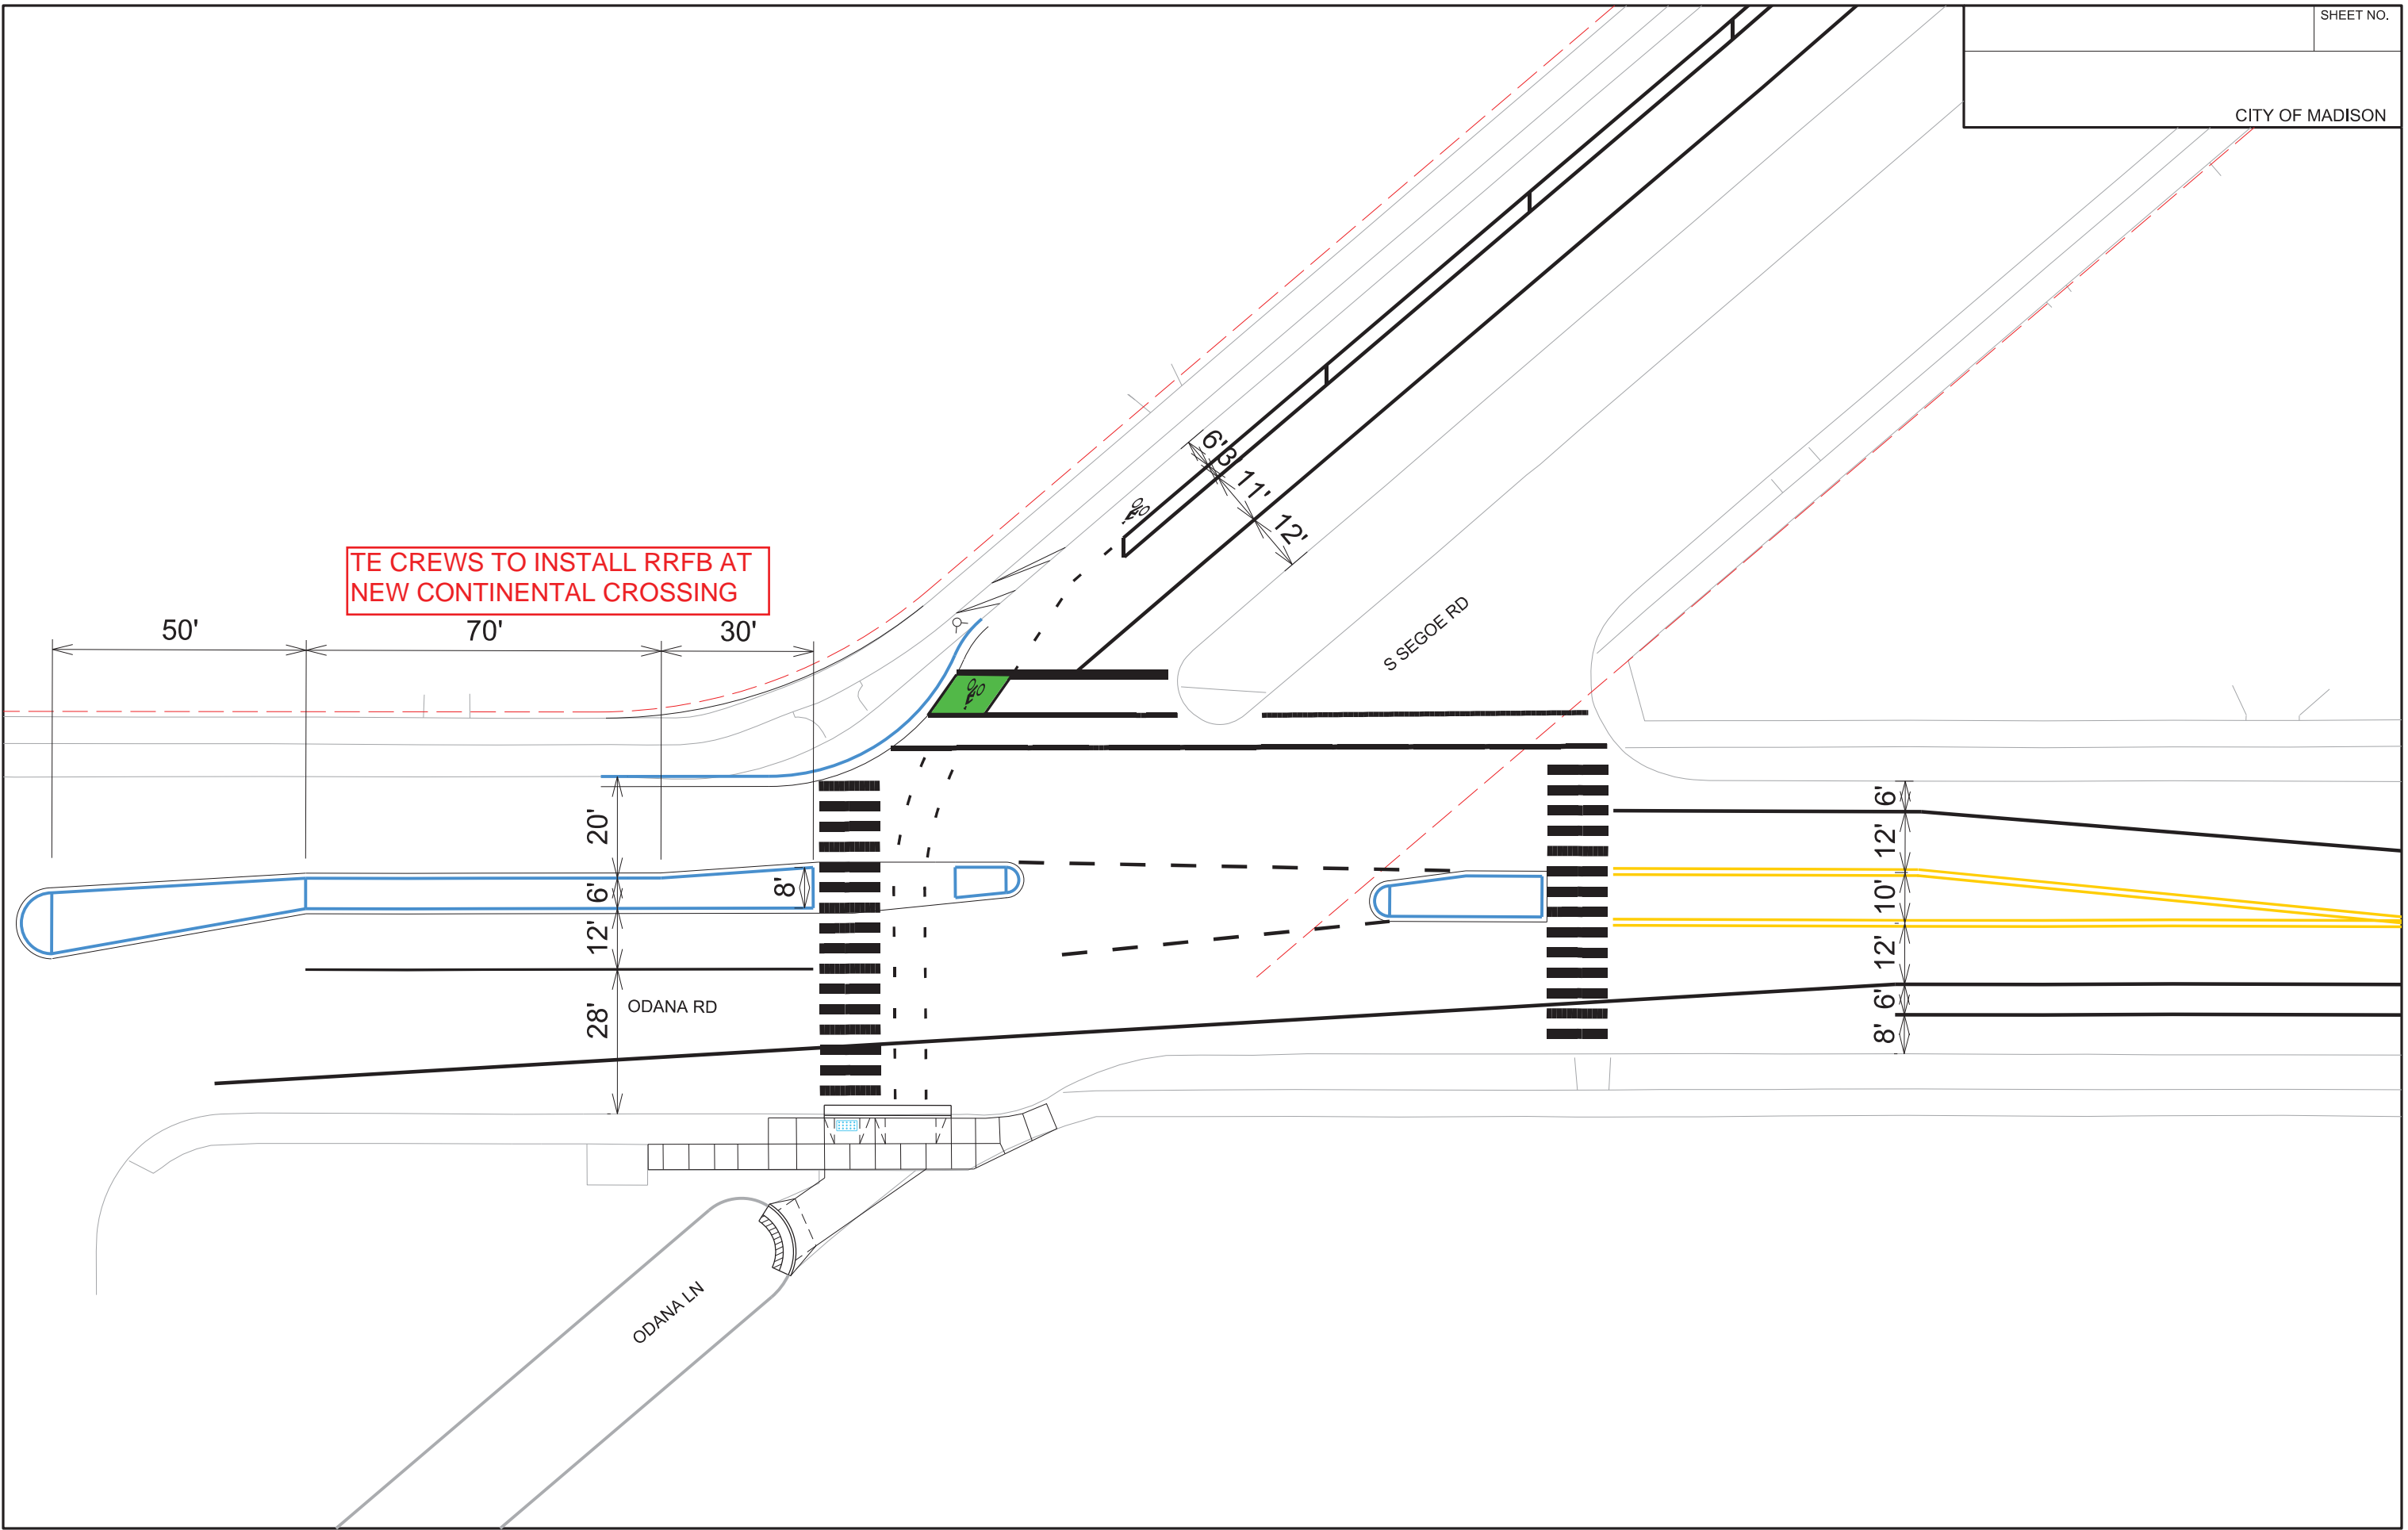 SHEET NO.
CITY OF MADISON
6'
3'
11'
12'
TE CREWS TO INSTALL RRFB AT
NEW CONTINENTAL CROSSING
50'
70'
30'
S SEGOE RD
20'
6'
12'
28'
8'
ODANA RD
6'
12'
10'
12'
6'
8'
ODANA LN